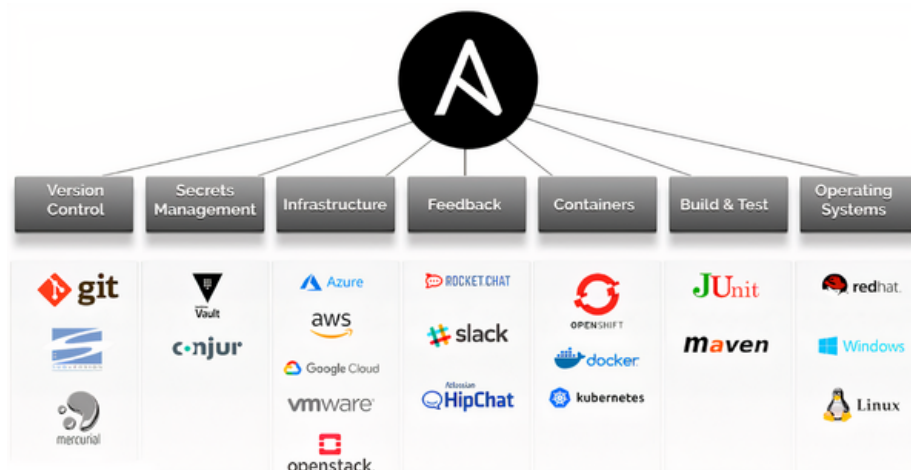 Version
Control
Secrets
Management
Infrastructure
Feedback
Containers
Build & Test
Operating
Systems
git
SUBVERSION
mercurial
Vault
conjur
Azure
aws
Google Cloud
vmware
openstack.
ROCKET.CHAT
slack
Atlassian
HipChat
OPENSHIFT
docker
kubernetes
JUnit
maven
redhat.
Windows
Linux